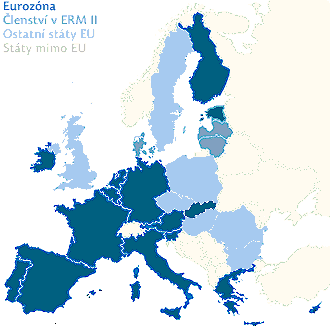 Eurozóna
Členství v ERM II
Ostatní státy EU
Státy mimo EU